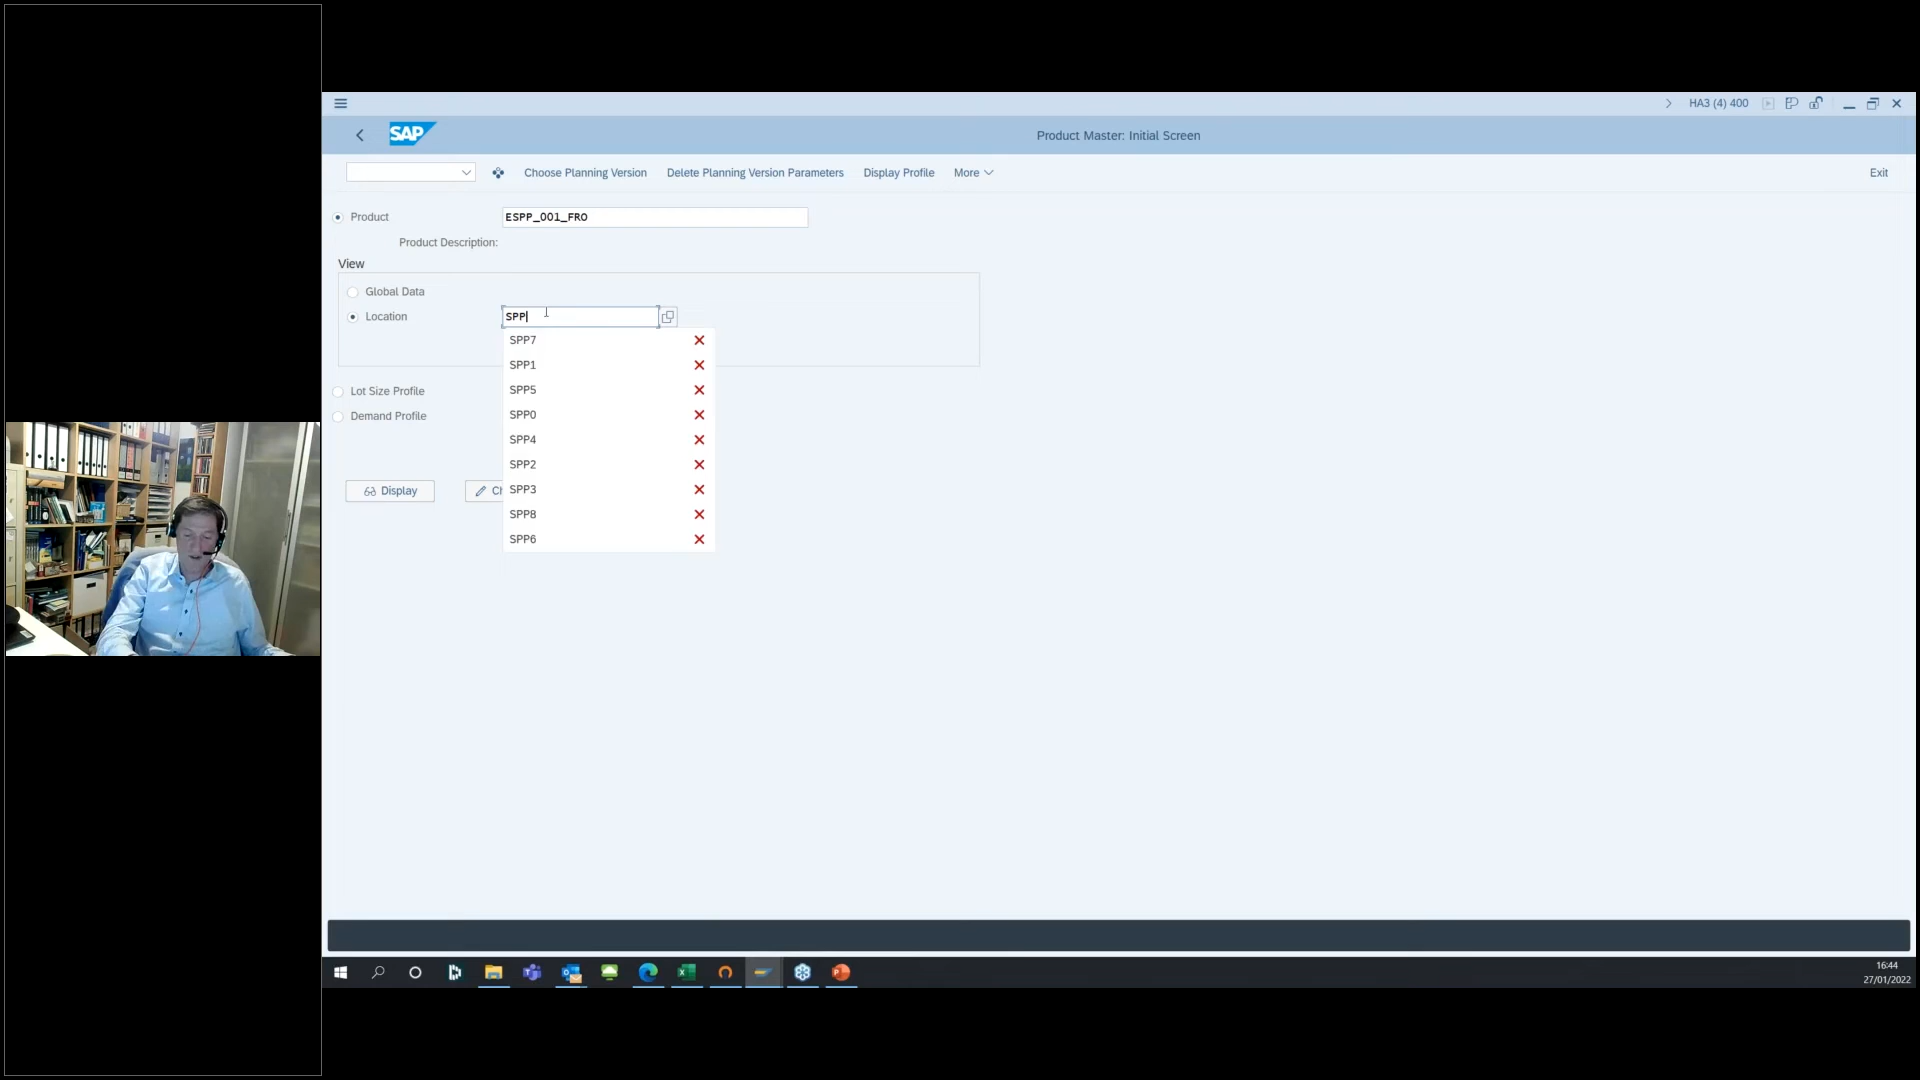 HA3 (4) 400
SAP
Product Master: Initial Screen
Choose Planning Version
Delete Planning Version Parameters
Display Profile
More
Exit
Product
ESPP_001_FRO
Product Description:
View
Global Data
Location
SPP
SPP7
SPP1
SPP5
SPP0
SPP4
SPP2
SPP3
SPP8
SPP6
Lot Size Profile
Demand Profile
Display
Ch
16:44
27/01/2022